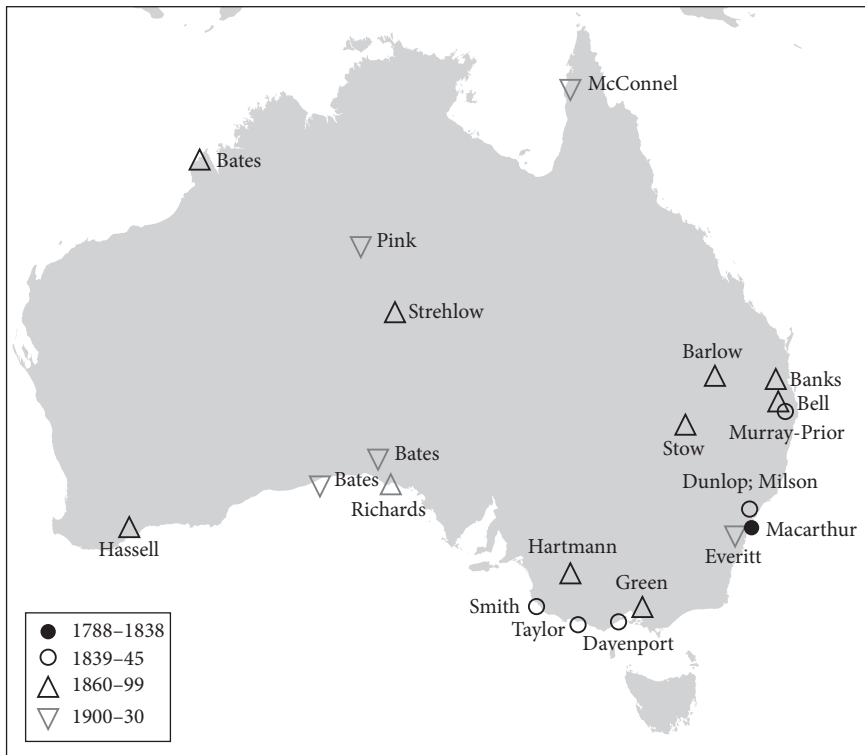 McConnel
Bates
Pink
Strehlow
Barlow
Banks
Bell
Murray-Prior
Stow
Bates
Bates
Richards
Dunlop; Milson
Macarthur
Everitt
Hassell
Hartmann
Green
Smith
Taylor
Davenport
1788–1838
1839–45
1860–99
1900–30